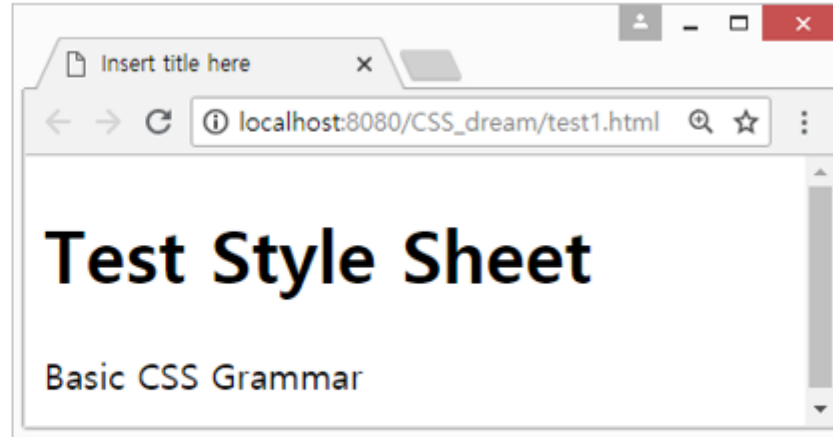 Insert title here
localhost:8080/CSS_dream/test1.html
Test Style Sheet
Basic CSS Grammar